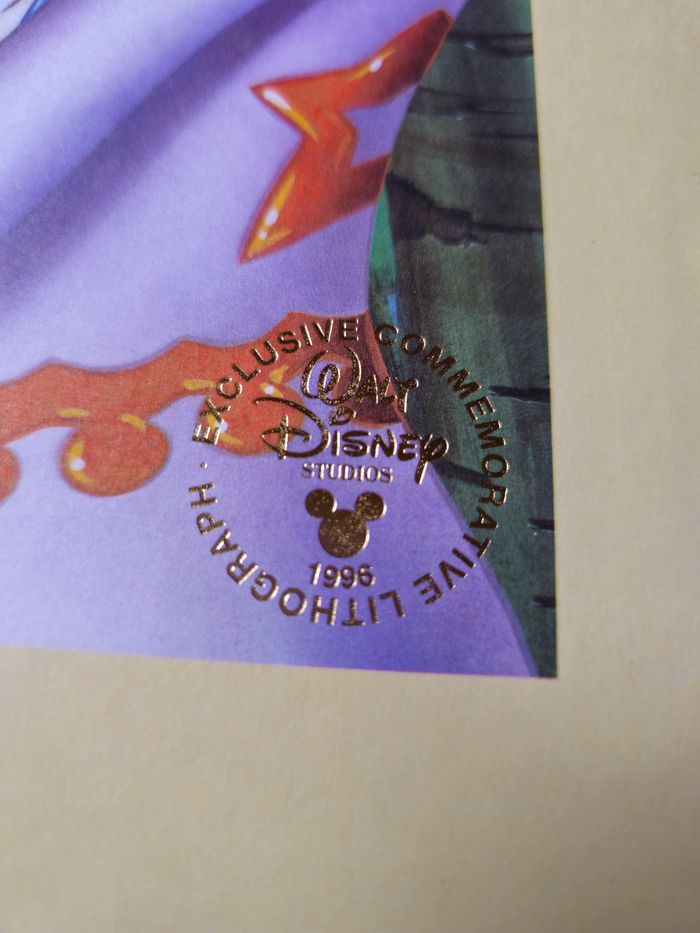 EXCLUSIVE COMMEMORATIVE LITHOGRAPH ·
WALT
DISNEY
STUDIOS
1996